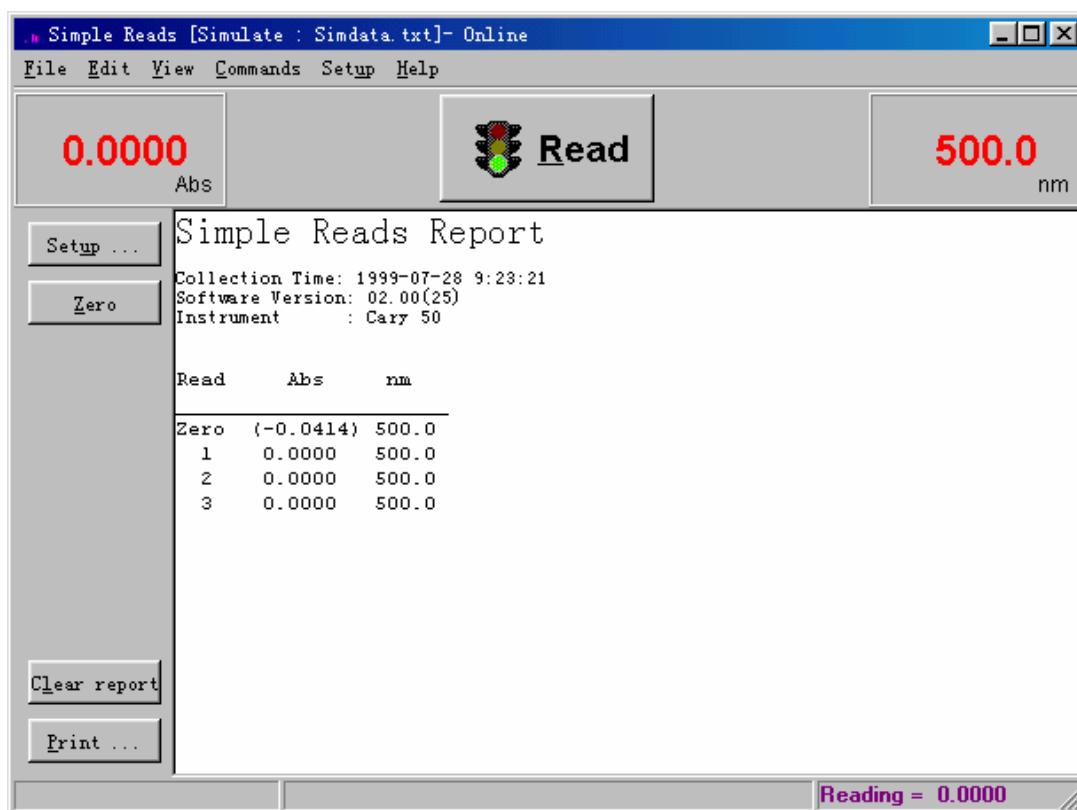 Simple Reads [Simulate : Simdata.txt]- Online
File Edit View Commands Setup Help
0.0000
Abs
Read
500.0
nm
Setup ...
Zero
Simple Reads Report
Collection Time: 1999-07-28 9:23:21
Software Version: 02.00(25)
Instrument : Cary 50
Read Abs nm
Zero (-0.0414) 500.0
1 0.0000 500.0
2 0.0000 500.0
3 0.0000 500.0
Clear report
Print ...
Reading = 0.0000